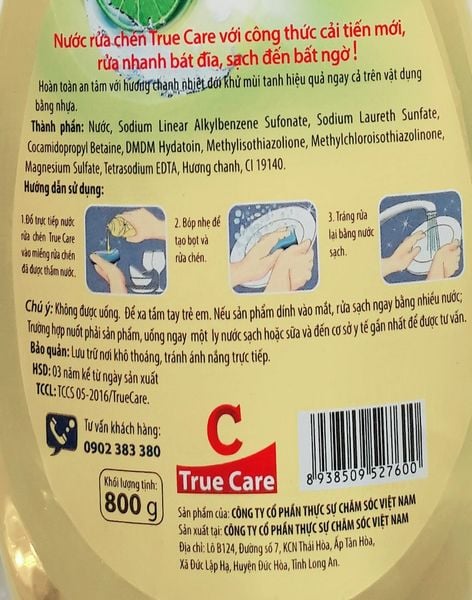 Nước rửa chén True Care với công thức cải tiến mới,
rửa nhanh bát đĩa, sạch đến bất ngờ !
Hoàn toàn an tâm với hương chanh nhiệt đới khử mùi tanh hiệu quả ngay cả trên vật dụng
bằng nhựa.
Thành phần: Nước, Sodium Linear Alkylbenzene Sufonate, Sodium Laureth Sunfate,
Cocamidopropyl Betaine, DMDM Hydatoin, Methylisothiazolione, Methylchloroisothiazolinone,
Magnesium Sulfate, Tetrasodium EDTA, Hương chanh, CI 19140.
Hướng dẫn sử dụng:
1.Đổ trực tiếp nước
rửa chén True Care
vào miếng rửa chén
đã được thấm nước.
2. Bóp nhẹ để
tạo bọt và
rửa chén.
3. Tráng rửa
lại bằng nước
sạch.
Chú ý: Không được uống. Để xa tầm tay trẻ em. Nếu sản phẩm dính vào mắt, rửa sạch ngay bằng nhiều nước;
Trường hợp nuốt phải sản phẩm, uống ngay một ly nước sạch hoặc sữa và đến cơ sở y tế gần nhất để được tư vấn.
Bảo quản: Lưu trữ nơi khô thoáng, tránh ánh nắng trực tiếp.
HSD: 03 năm kể từ ngày sản xuất
TCCL: TCCS 05-2016/TrueCare.
Tư vấn khách hàng:
0902 383 380
Khối lượng tịnh:
800 g
C
True Care
8 938509 527600
Sản phẩm của: CÔNG TY CỔ PHẦN THỰC SỰ CHĂM SÓC VIỆT NAM
Sản xuất tại: CÔNG TY CỔ PHẦN THỰC SỰ CHĂM SÓC VIỆT NAM
Địa chỉ: Lô B124, Đường số 7, KCN Thái Hòa, Ấp Tân Hòa,
Xã Đức Lập Hạ, Huyện Đức Hòa, Tỉnh Long An.